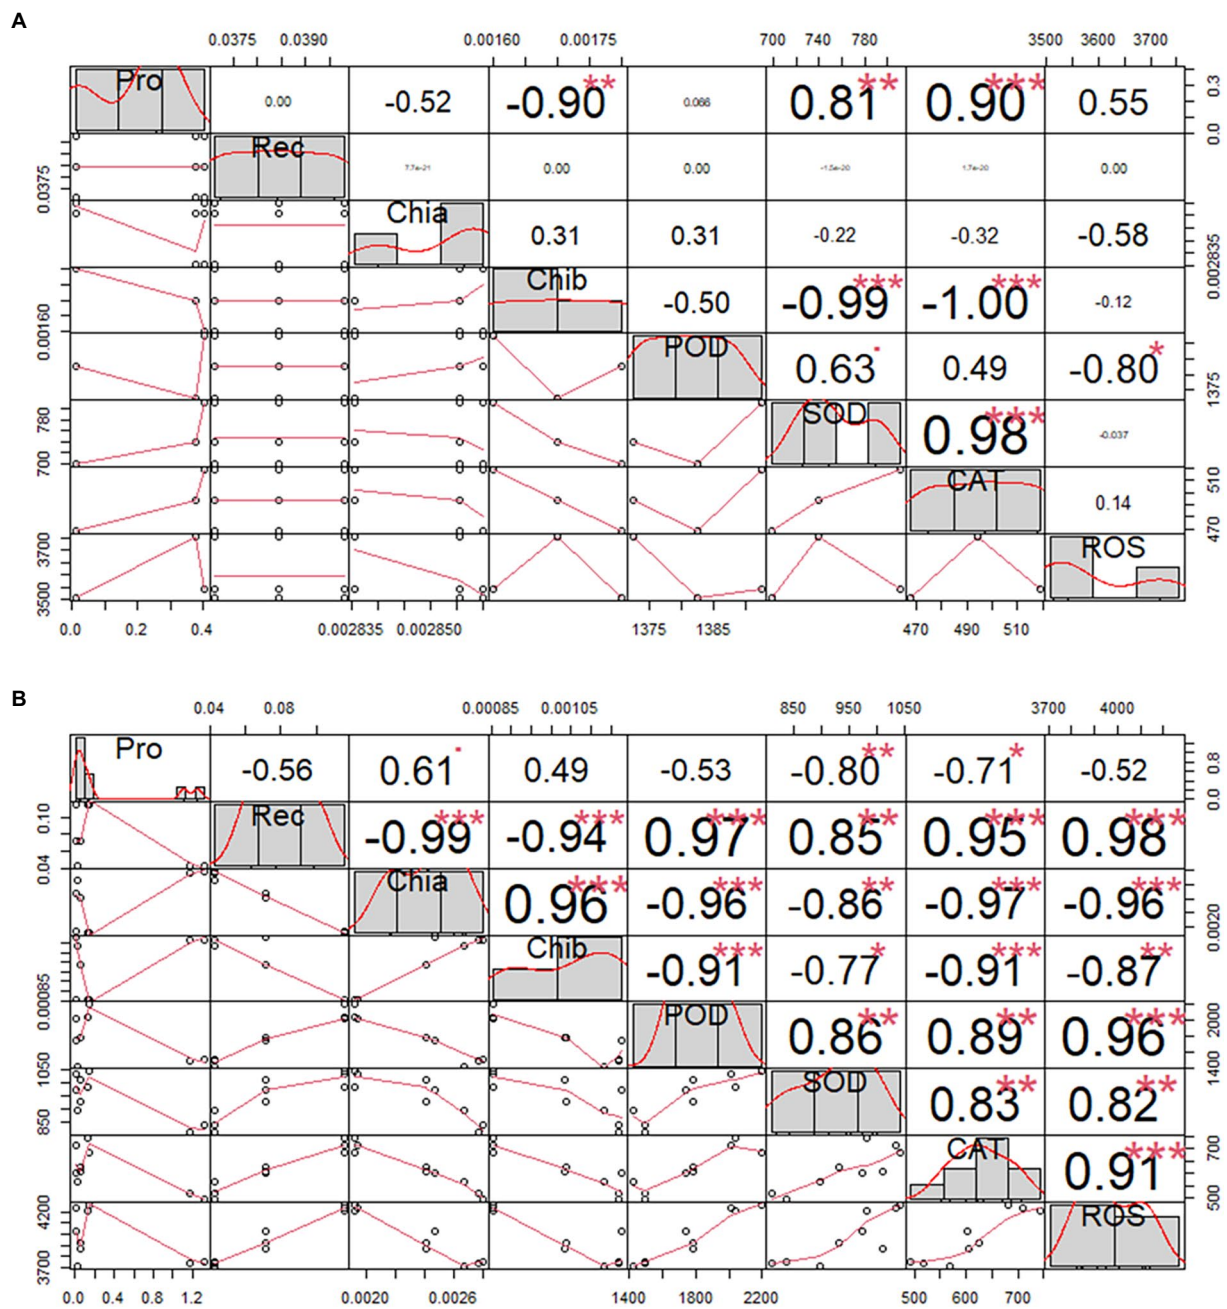 A
0.0375 0.0390 0.00160 0.00175 700 740 780 3500 3600 3700
Pro 0.00 -0.52 -0.90** 0.066 0.81** 0.90*** 0.55 0.0 0.3
0.0375 Rec 7.7e-21 0.00 0.00 -1.5e-20 1.7e-20 0.00
Chia 0.31 0.31 -0.22 -0.32 -0.58 0.002835
0.00160 Chib -0.50 -0.99*** -1.00*** -0.12
POD 0.63. 0.49 -0.80* 1375
700 780 SOD 0.98*** -0.037
CAT 0.14 470 510
3500 3700 ROS
0.0 0.2 0.4 0.002835 0.002850 1375 1385 470 490 510
B
0.04 0.08 0.00085 0.00105 850 950 1050 3700 4000
Pro -0.56 0.61. 0.49 -0.53 -0.80** -0.71* -0.52 0.0 0.8
0.04 0.10 Rec -0.99*** -0.94*** 0.97*** 0.85** 0.95*** 0.98***
Chia 0.96*** -0.96*** -0.86** -0.97*** -0.96*** 0.0020
0.00085 Chib -0.91*** -0.77* -0.91*** -0.87**
POD 0.86** 0.89** 0.96*** 1400 2000
850 1050 SOD 0.83** 0.82**
CAT 0.91*** 500 700
3700 4200 ROS
0.0 0.4 0.8 1.2 0.0020 0.0026 1400 1800 2200 500 600 700